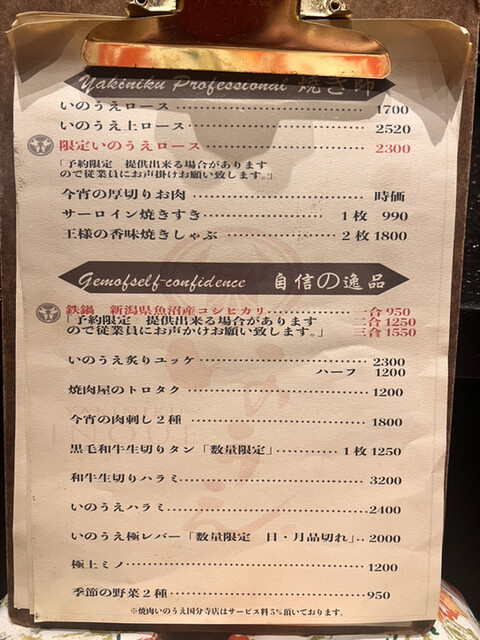 Yakiniku Professional 焼き師
いのうえロース 1700
いのうえ上ロース 2520
限定いのうえロース 2300
「予約限定 提供出来る場合があります
ので従業員にお声掛けお願い致します。」
今宵の厚切りお肉 時価
サーロイン焼きすき 1枚 990
王様の香味焼きしゃぶ 2枚 1800
Gemofself-confidence 自信の逸品
鉄鍋 新潟県魚沼産コシヒカリ 一合 950
「予約限定 提供出来る場合があります 二合 1250
ので従業員にお声かけお願い致します。」 三合 1550
いのうえ炙りユッケ 2300
ハーフ 1200
焼肉屋のトロタク 1200
今宵の肉刺し2種 1800
黒毛和牛生切りタン「数量限定」 1枚 1250
和牛生切りハラミ 3200
いのうえハラミ 2400
いのうえ極レバー「数量限定 日・月品切れ」 2000
極上ミノ 1200
季節の野菜2種 950
※焼肉いのうえ国分寺店はサービス料5%頂いております。